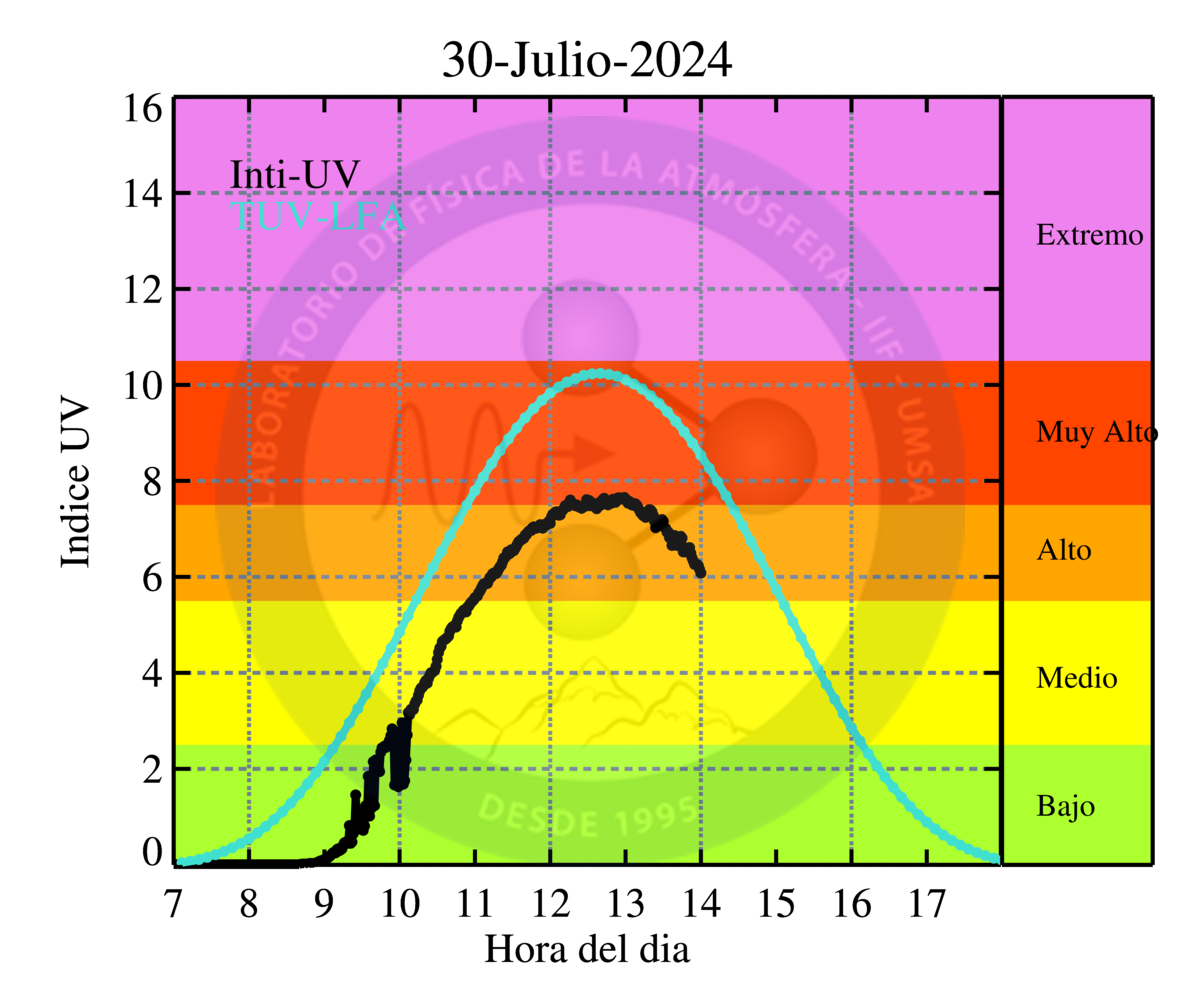 30-Julio-2024
Inti-UV
TUV-LFA
LABORATORIO DE FÍSICA DE LA ATMÓSFERA - IIF - UMSA
DESDE 1995
Indice UV
16
14
12
10
8
6
4
2
0
Extremo
Muy Alto
Alto
Medio
Bajo
7 8 9 10 11 12 13 14 15 16 17
Hora del dia